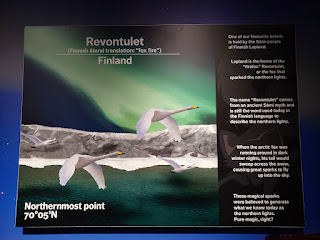 Revontulet
(Finnish literal translation: "fox fire")
Finland
One of our favourite beliefs
is held by the Sámi people
of Finnish Lapland.
Lapland is the home of the
"firefox" Revontulet,
or the fox that
sparked the northern lights.
The name "Revontulet" comes
from an ancient Sámi myth and
is still the word used today in
the Finnish language to
describe the northern lights.
When the arctic fox was
running around in dark
winter nights, his tail would
sweep across the snow,
causing great sparks to fly
up into the sky.
These magical sparks
were believed to generate
what we know today as
the northern lights.
Pure magic, right?
Northernmost point
70°05'N